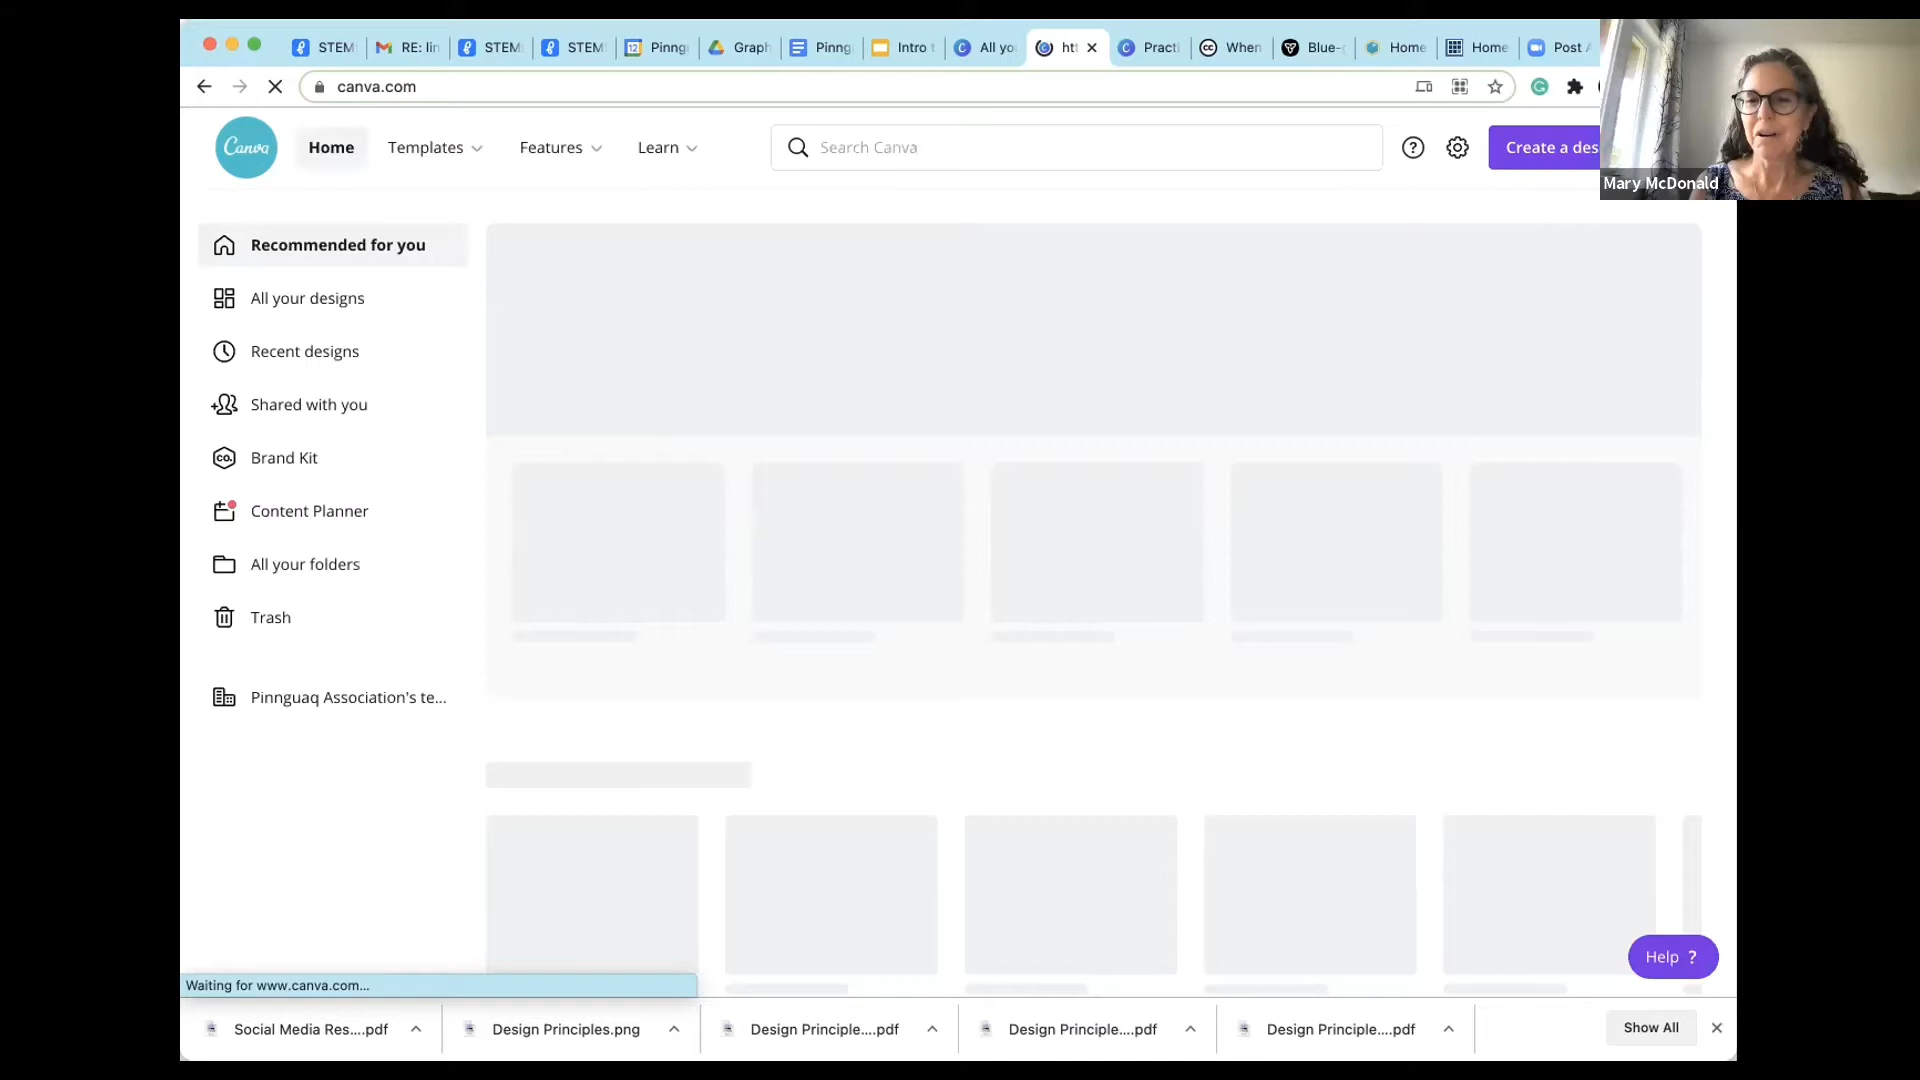 STEM
RE: lin
STEM
STEM
Pinng
Graph
Pinng
Intro t
All yo
htt
Practi
When
Blue-
Home
Home
Post A
canva.com
Canva
Home
Templates
Features
Learn
Search Canva
Create a des
Mary McDonald
Recommended for you
All your designs
Recent designs
Shared with you
CO.
Brand Kit
Content Planner
All your folders
Trash
Pinnguaq Association's te...
Help ?
Waiting for www.canva.com...
Social Media Res....pdf
Design Principles.png
Design Principle....pdf
Design Principle....pdf
Design Principle....pdf
Show All